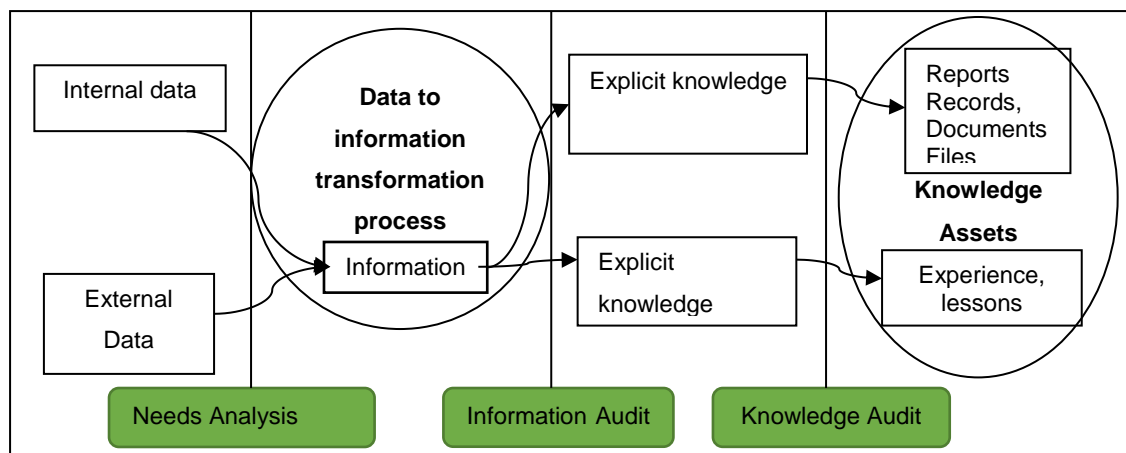 Internal data
External
Data
Data to
information
transformation
process
Information
Explicit knowledge
Explicit
knowledge
Reports
Records,
Documents
Files
Knowledge
Assets
Experience,
lessons
Needs Analysis
Information Audit
Knowledge Audit